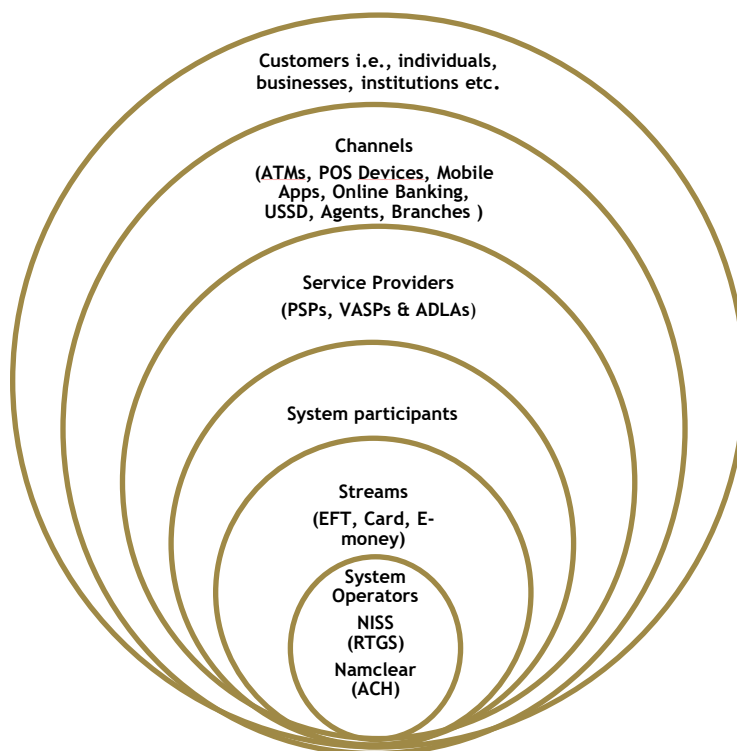 Customers i.e., individuals,
businesses, institutions etc.
Channels
(ATMs, POS Devices, Mobile
Apps, Online Banking,
USSD, Agents, Branches )
Service Providers
(PSPs, VASPs & ADLAs)
System participants
Streams
(EFT, Card, E-
money)
System
Operators
NISS
(RTGS)
Namclear
(ACH)